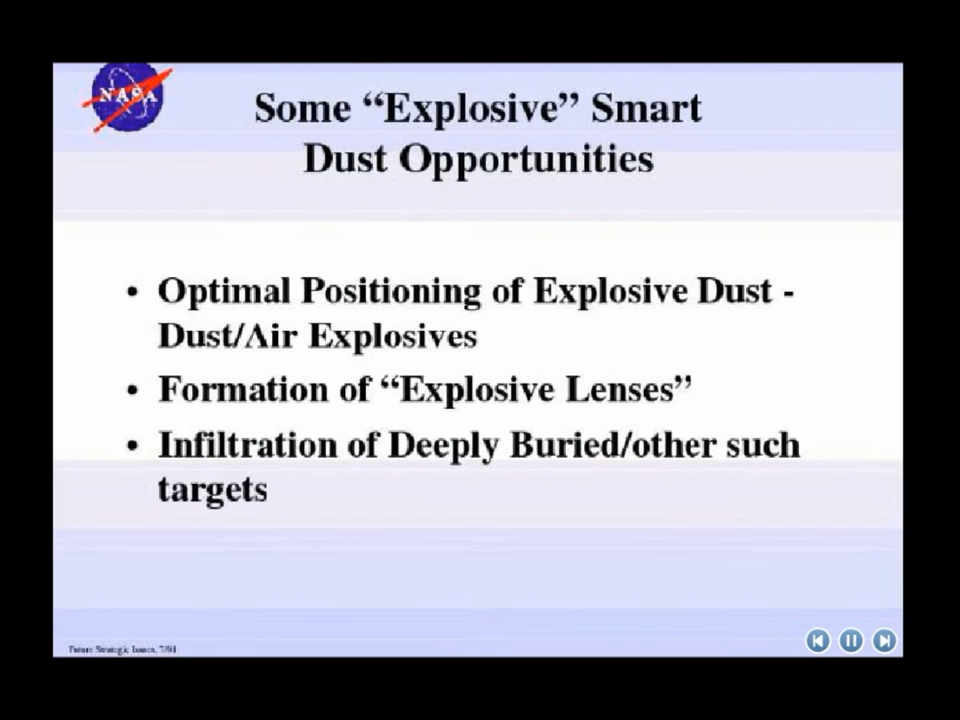 NASA
Some “Explosive” Smart
Dust Opportunities
• Optimal Positioning of Explosive Dust -
Dust/Air Explosives
• Formation of “Explosive Lenses”
• Infiltration of Deeply Buried/other such
targets
Future Strategic Issues, 7/01